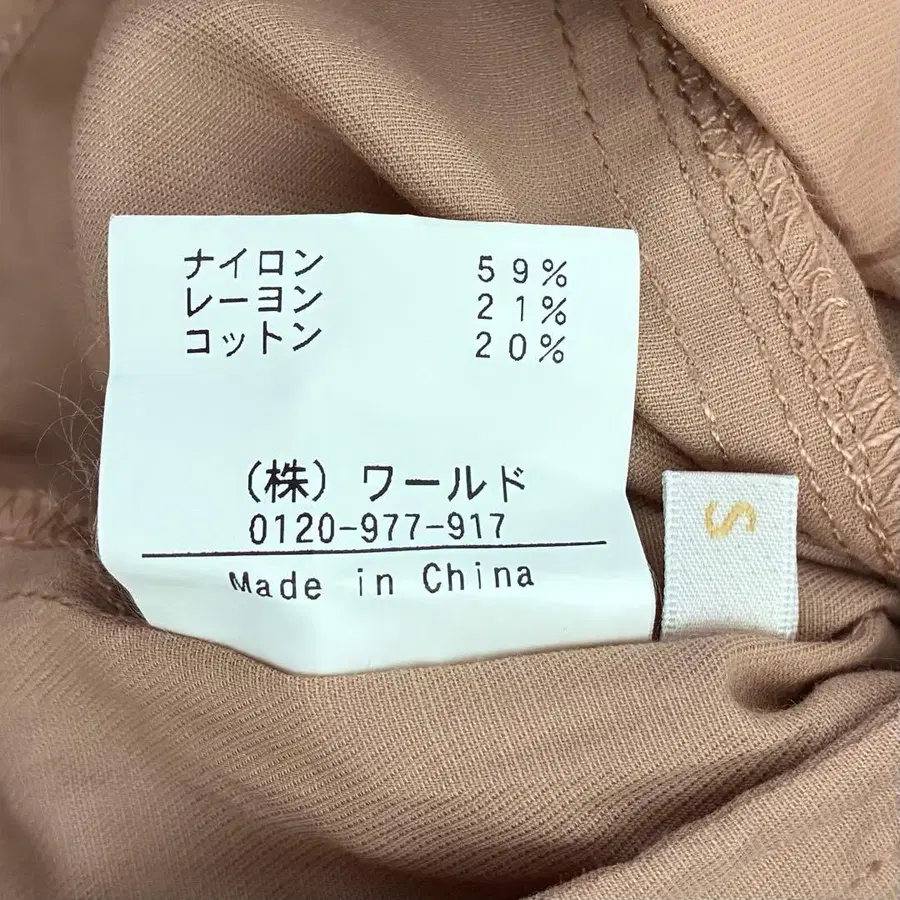 ナイロン 59%
レーヨン 21%
コットン 20%
(株) ワールド
0120-977-917
Made in China
S